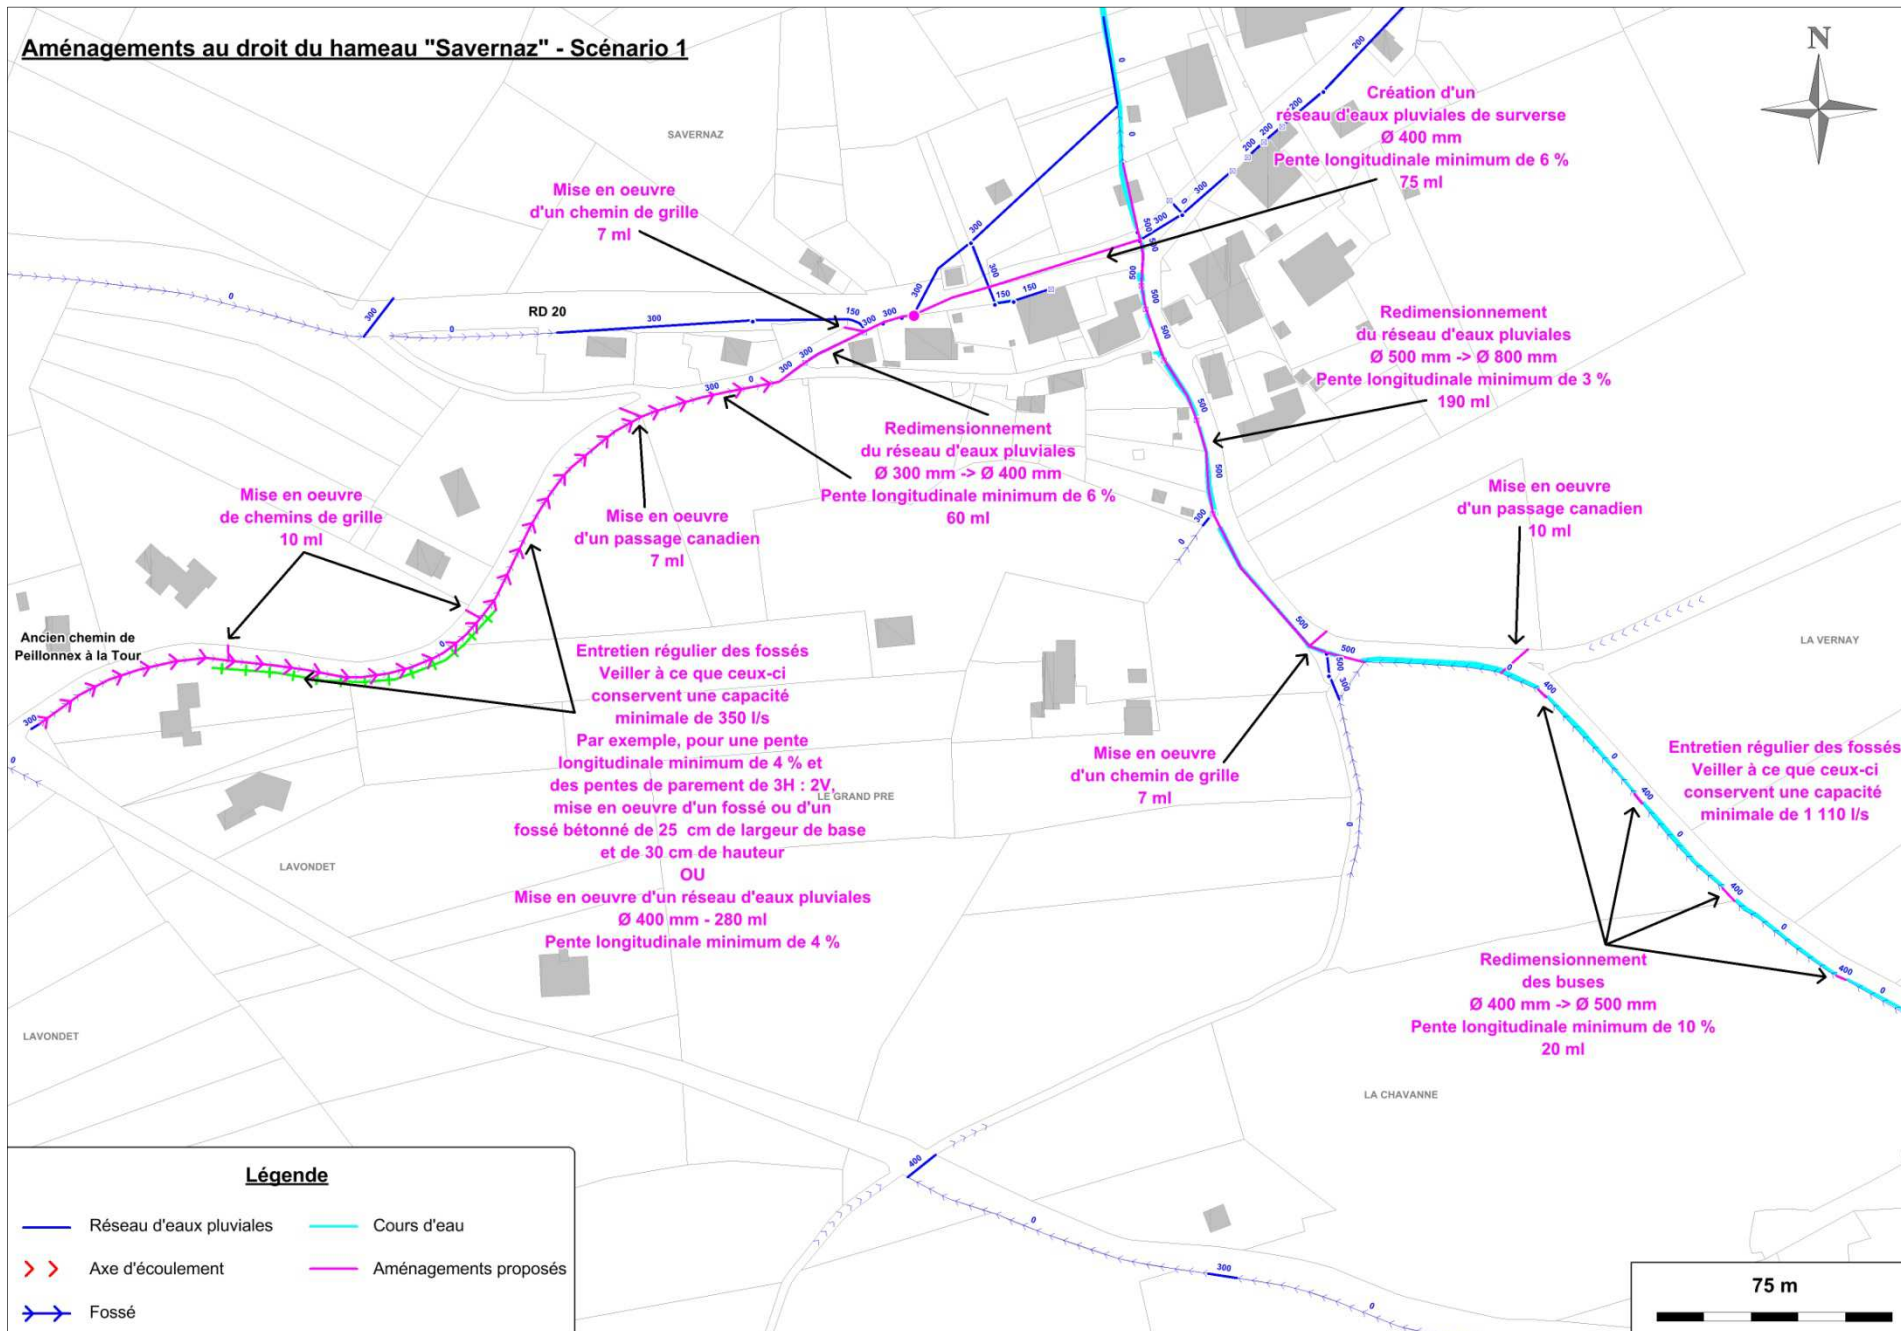 Aménagements au droit du hameau "Savernaz" - Scénario 1
N
SAVERNAZ
Création d'un
réseau d'eaux pluviales de surverse
Ø 400 mm
Pente longitudinale minimum de 6 %
75 ml
Mise en oeuvre
d'un chemin de grille
7 ml
RD 20
Redimensionnement
du réseau d'eaux pluviales
Ø 500 mm -> Ø 800 mm
Pente longitudinale minimum de 3 %
190 ml
Redimensionnement
du réseau d'eaux pluviales
Ø 300 mm -> Ø 400 mm
Pente longitudinale minimum de 6 %
60 ml
Mise en oeuvre
de chemins de grille
10 ml
Mise en oeuvre
d'un passage canadien
7 ml
Mise en oeuvre
d'un passage canadien
10 ml
Ancien chemin de
Peillonnex à la Tour
LA VERNAY
Entretien régulier des fossés
Veiller à ce que ceux-ci
conservent une capacité
minimale de 350 l/s
Par exemple, pour une pente
longitudinale minimum de 4 % et
des pentes de parement de 3H : 2V,
mise en oeuvre d'un fossé ou d'un
fossé bétonné de 25 cm de largeur de base
et de 30 cm de hauteur
OU
Mise en oeuvre d'un réseau d'eaux pluviales
Ø 400 mm - 280 ml
Pente longitudinale minimum de 4 %
LE GRAND PRE
Mise en oeuvre
d'un chemin de grille
7 ml
Entretien régulier des fossés
Veiller à ce que ceux-ci
conservent une capacité
minimale de 1 110 l/s
LAVONDET
Redimensionnement
des buses
Ø 400 mm -> Ø 500 mm
Pente longitudinale minimum de 10 %
20 ml
LAVONDET
LA CHAVANNE
Légende
Réseau d'eaux pluviales
Cours d'eau
Axe d'écoulement
Aménagements proposés
Fossé
75 m